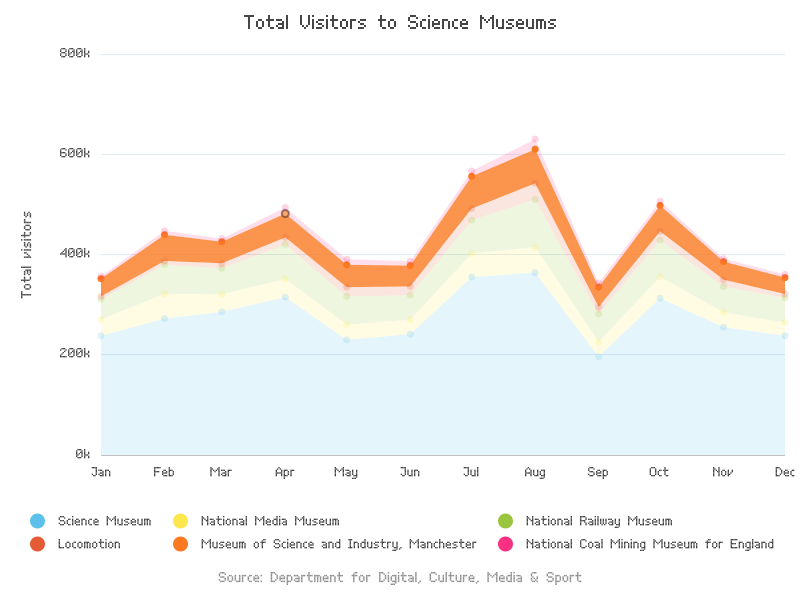 Total Visitors to Science Museums
800k
600k
400k
200k
0k
Total visitors
Jan Feb Mar Apr May Jun Jul Aug Sep Oct Nov Dec
Science Museum National Media Museum National Railway Museum
Locomotion Museum of Science and Industry, Manchester National Coal Mining Museum for England
Source: Department for Digital, Culture, Media & Sport